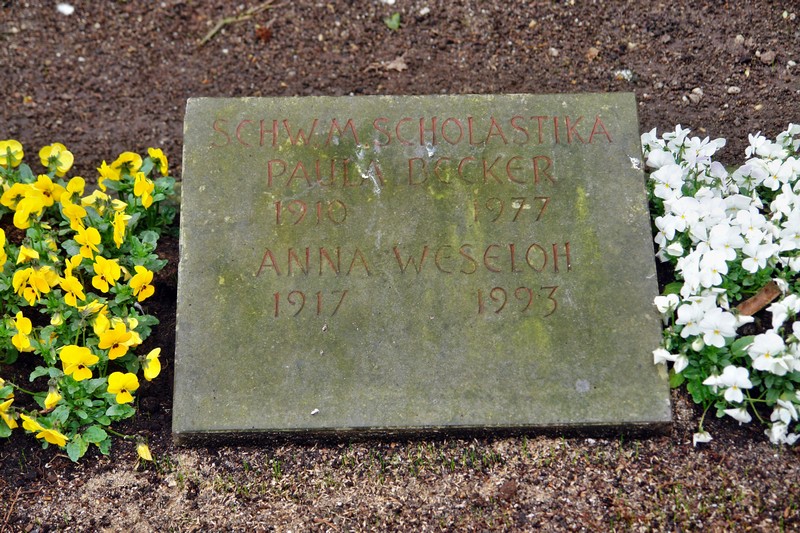 SCHW. M. SCHOLASTIKA
PAULA BECKER
1910 1977
ANNA WESELOH
1917 1993